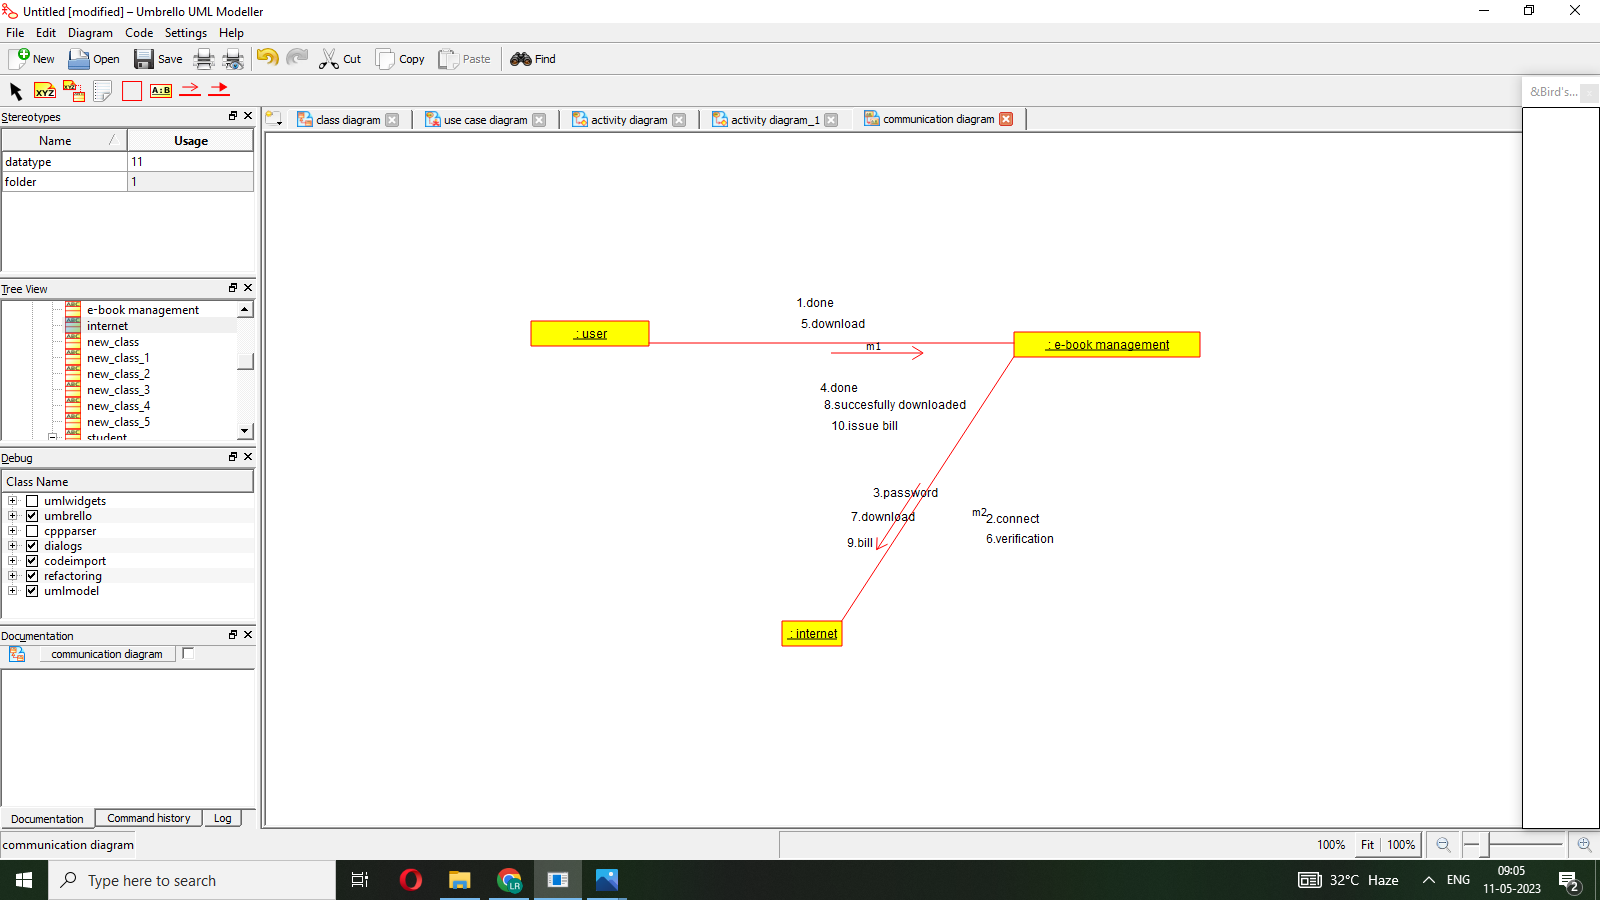 Untitled [modified] – Umbrello UML Modeller
File Edit Diagram Code Settings Help
New Open Save Cut Copy Paste Find
XYZ XYZ A:B
&Bird's...
Stereotypes
Name Usage
datatype 11
folder 1
class diagram use case diagram activity diagram activity diagram_1 communication diagram
Tree View
e-book management
internet
new_class
new_class_1
new_class_2
new_class_3
new_class_4
new_class_5
student
Debug
Class Name
umlwidgets
umbrello
cppparser
dialogs
codeimport
refactoring
umlmodel
Documentation
communication diagram
Documentation Command history Log
1.done
5.download
: user
m1
: e-book management
4.done
8.succesfully downloaded
10.issue bill
3.password
7.download
9.bill
m2
2.connect
6.verification
: internet
communication diagram
100% Fit 100%
Type here to search
LR
32°C Haze
ENG
09:05
11-05-2023
2